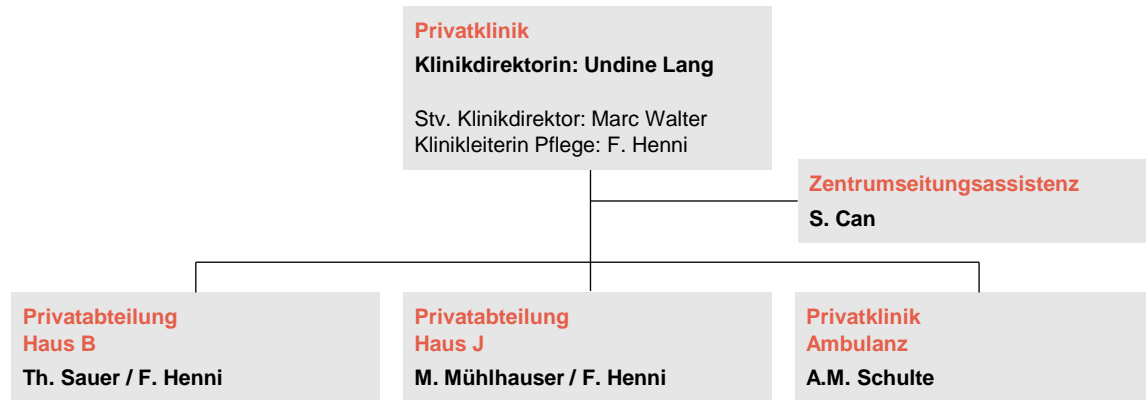 Privatklinik
Klinikdirektorin: Undine Lang
Stv. Klinikdirektor: Marc Walter
Klinikleiterin Pflege: F. Henni
Zentrumseitungsassistenz
S. Can
Privatabteilung
Haus B
Th. Sauer / F. Henni
Privatabteilung
Haus J
M. Mühlhauser / F. Henni
Privatklinik
Ambulanz
A.M. Schulte